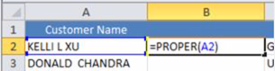 A B
1 Customer Name
2 KELLI L XU =PROPER(A2) G
3 DONALD CHANDRA U